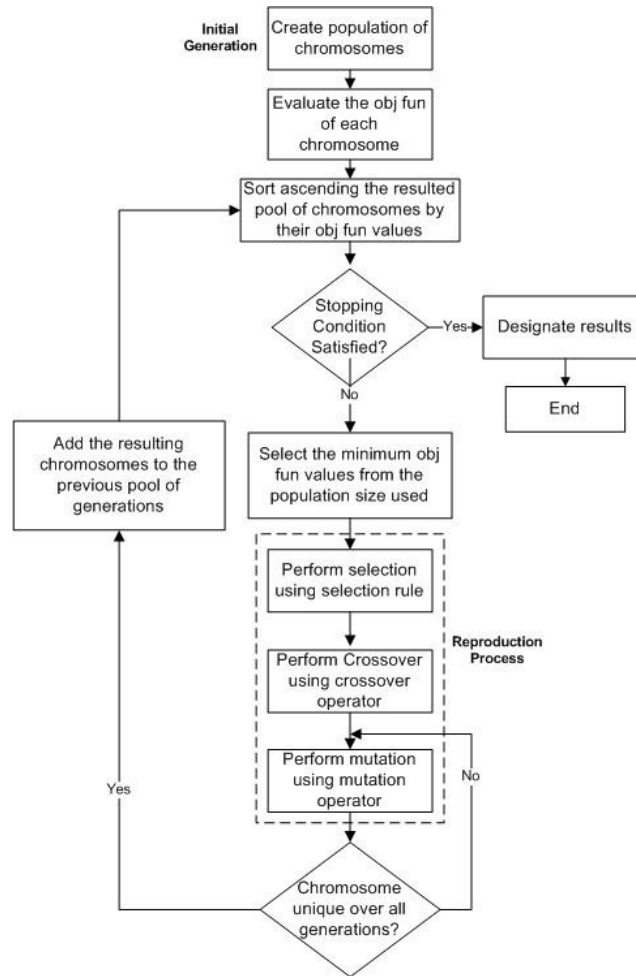 Initial
Generation
Create population of
chromosomes
Evaluate the obj fun
of each
chromosome
Sort ascending the resulted
pool of chromosomes by
their obj fun values
Stopping
Condition
Satisfied?
Yes
Designate results
End
No
Add the resulting
chromosomes to the
previous pool of
generations
Select the minimum obj
fun values from the
population size used
Perform selection
using selection rule
Reproduction
Process
Perform Crossover
using crossover
operator
Perform mutation
using mutation
operator
No
Yes
Chromosome
unique over all
generations?